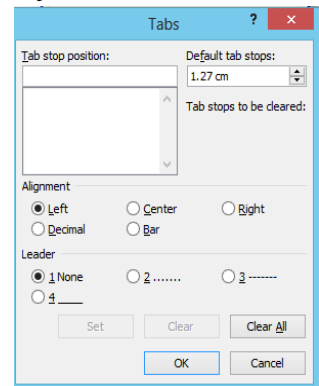 Tabs ? ×
Tab stop position: Default tab stops:
1.27 cm
Tab stops to be cleared:
Alignment
Left Center Right
Decimal Bar
Leader
1 None 2 ....... 3 -------
4 ____
Set Clear Clear All
OK Cancel